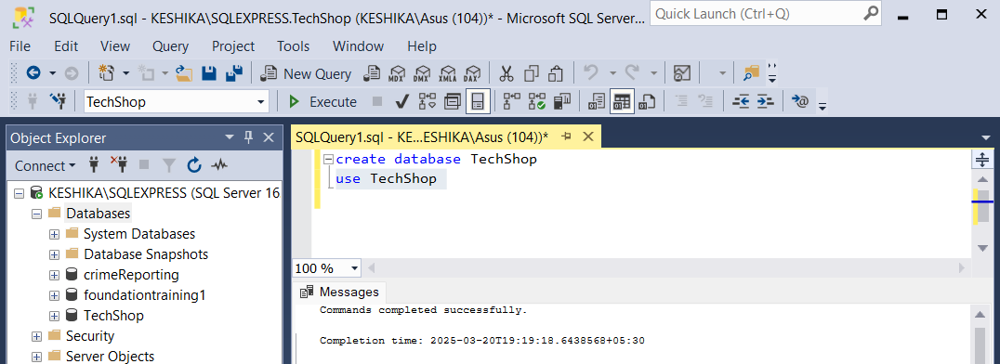 SQLQuery1.sql - KESHIKA\SQLEXPRESS.TechShop (KESHIKA\Asus (104))* - Microsoft SQL Server...
Quick Launch (Ctrl+Q)
File Edit View Query Project Tools Window Help
New Query MDX DMX XMLA DAX
TechShop Execute
Object Explorer
SQLQuery1.sql - KE...ESHIKA\Asus (104))*
Connect
KESHIKA\SQLEXPRESS (SQL Server 16
Databases
System Databases
Database Snapshots
crimeReporting
foundationtraining1
TechShop
Security
Server Objects
create database TechShop
use TechShop
100 %
Messages
Commands completed successfully.
Completion time: 2025-03-20T19:19:18.6438568+05:30